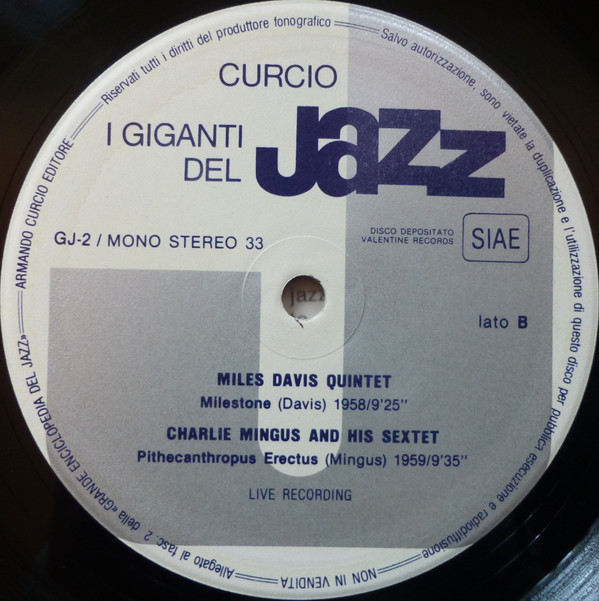 Riservati tutti i diritti del produttore fonografico
Salvo autorizzazione, sono vietate la duplicazione e l'utilizzazione di questo disco per pubblica esecuzione e radiodiffusione
CURCIO
I GIGANTI
DEL
Jazz
GJ-2 / MONO STEREO 33
DISCO DEPOSITATO
VALENTINE RECORDS
SIAE
jazz
lato B
MILES DAVIS QUINTET
Milestone (Davis) 1958/9'25"
CHARLIE MINGUS AND HIS SEXTET
Pithecanthropus Erectus (Mingus) 1959/9'35"
LIVE RECORDING
NON IN VENDITA
Allegato al fasc. 2 della «GRANDE ENCICLOPEDIA DEL JAZZ»
ARMANDO CURCIO EDITORE